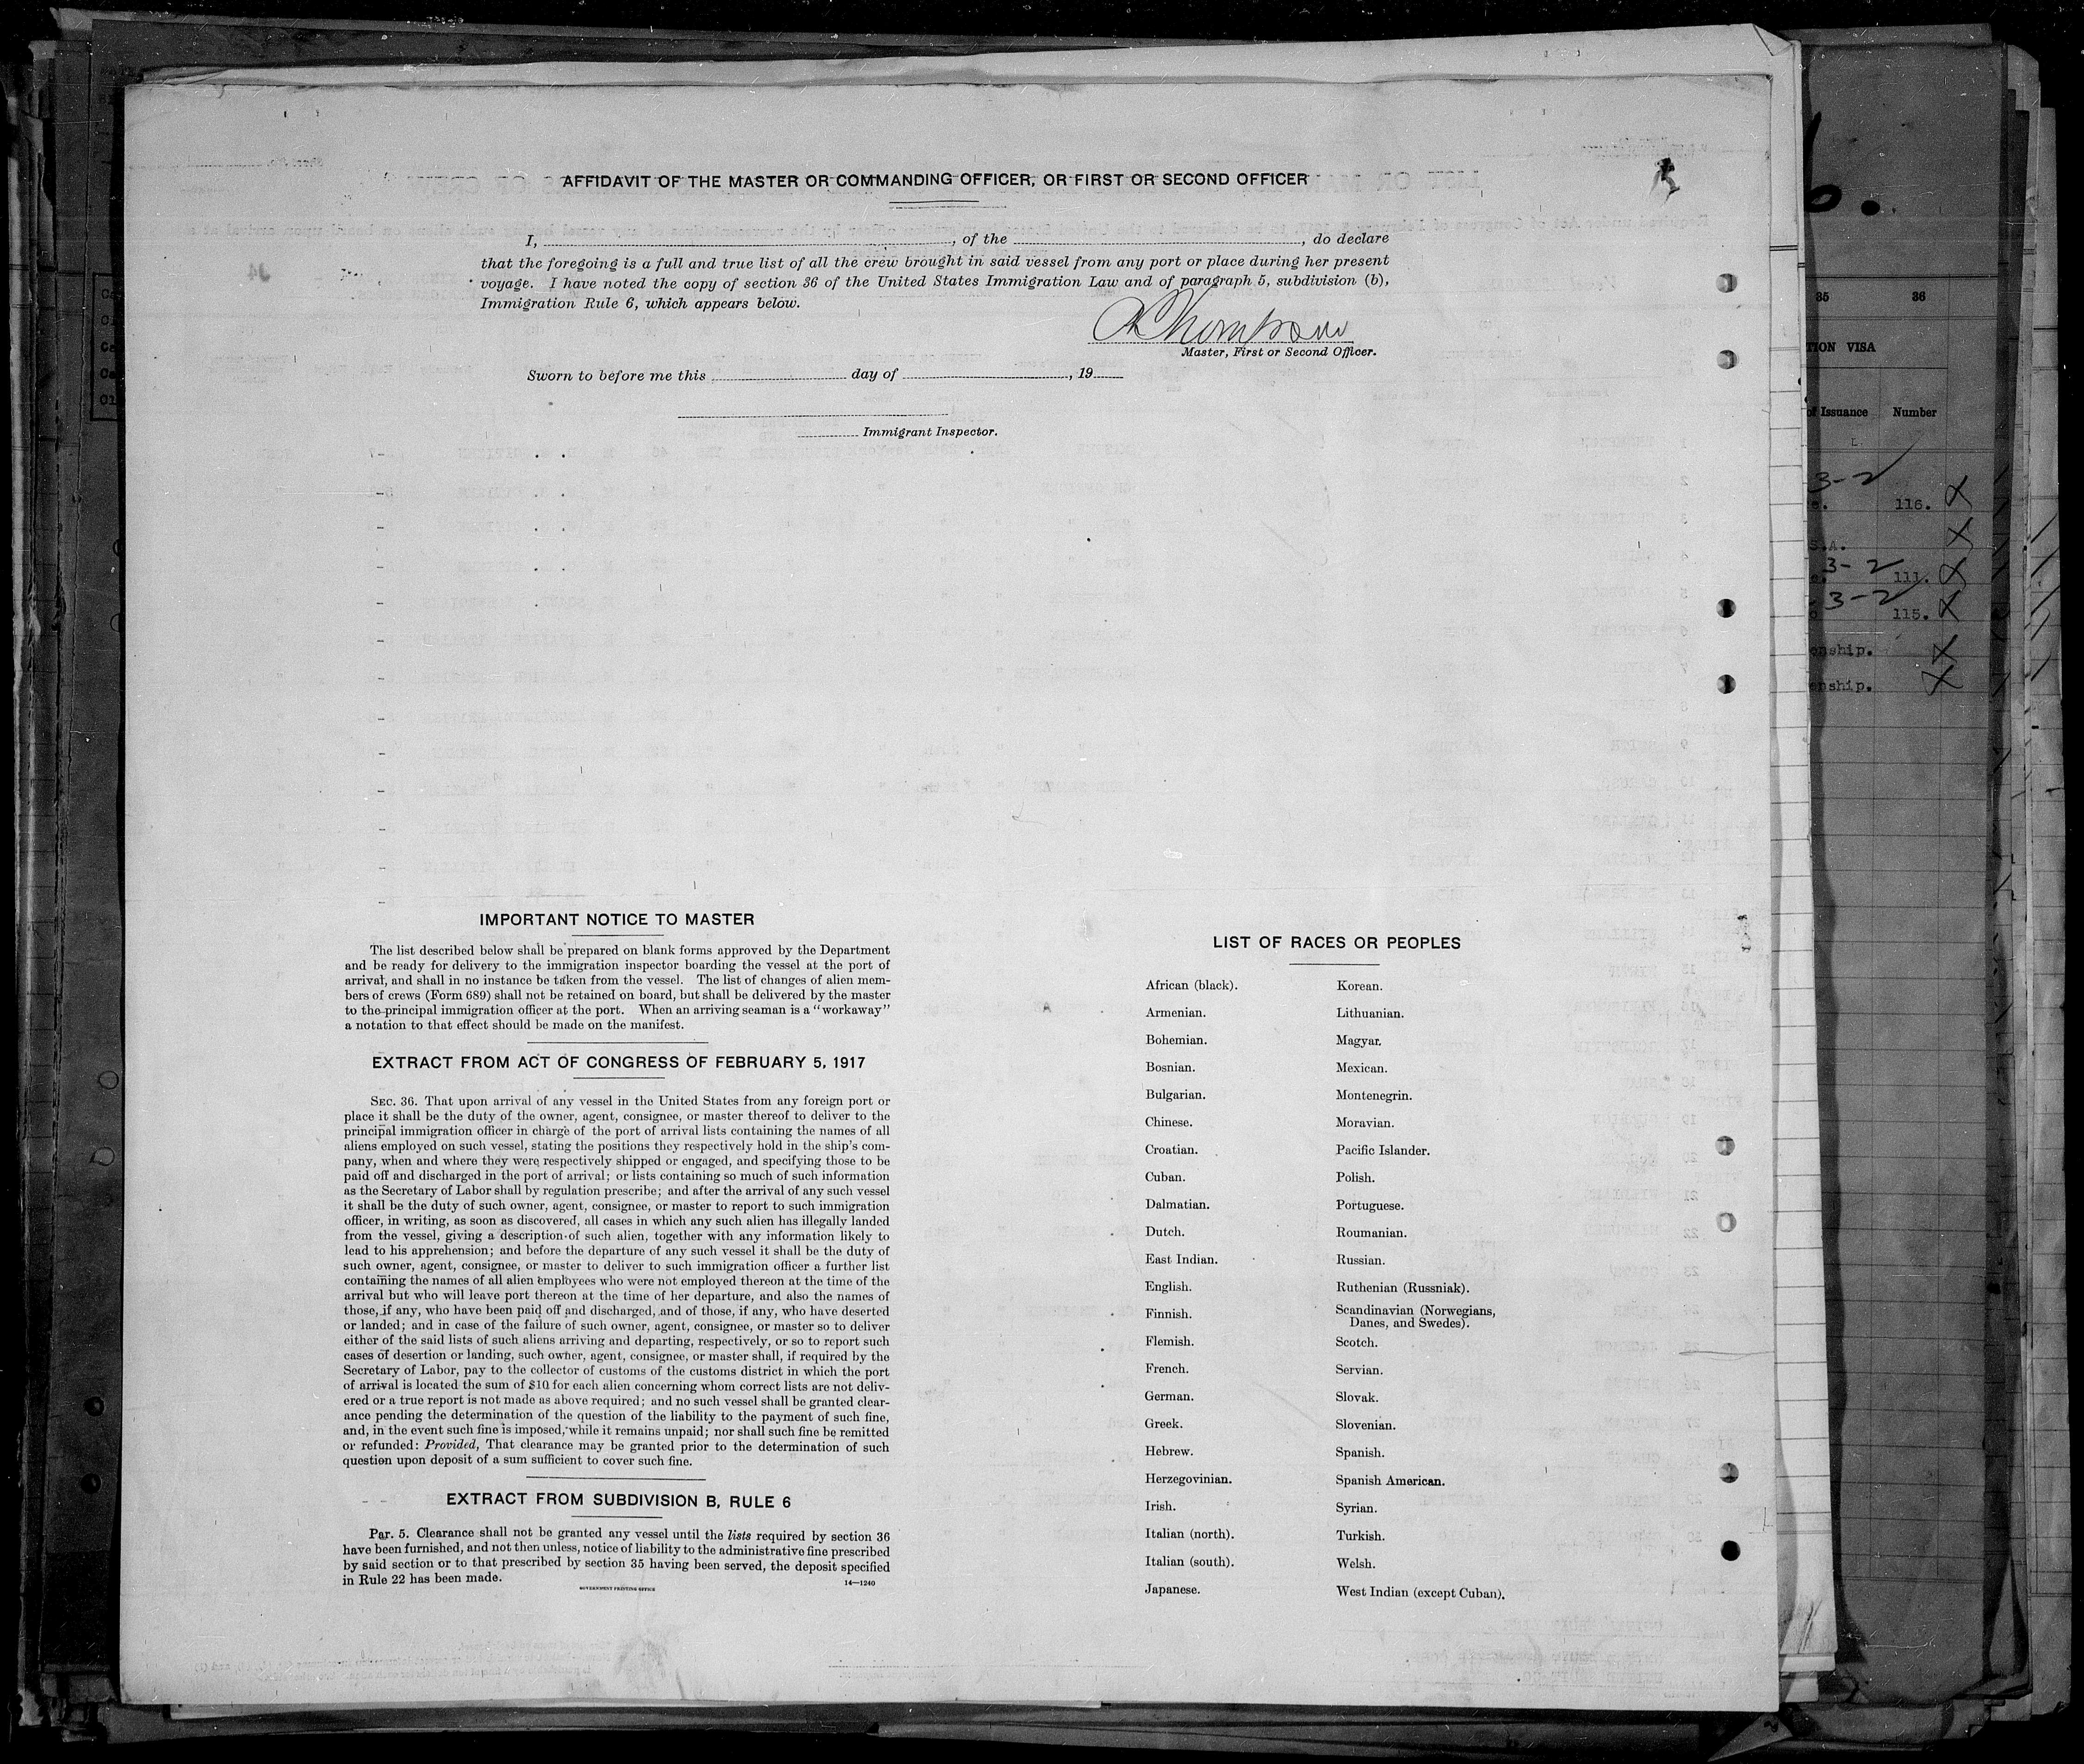 AFFIDAVIT OF THE MASTER OR COMMANDING OFFICER, OR FIRST OR SECOND OFFICER
I, , of the , do declare
that the foregoing is a full and true list of all the crew brought in said vessel from any port or place during her present
voyage. I have noted the copy of section 36 of the United States Immigration Law and of paragraph 5, subdivision (b),
Immigration Rule 6, which appears below.
Thompson
Master, First or Second Officer.
Sworn to before me this day of , 19
Immigrant Inspector.
IMPORTANT NOTICE TO MASTER
The list described below shall be prepared on blank forms approved by the Department
and be ready for delivery to the immigration inspector boarding the vessel at the port of
arrival, and shall in no instance be taken from the vessel. The list of changes of alien mem-
bers of crews (Form 689) shall not be retained on board, but shall be delivered by the master
to the principal immigration officer at the port. When an arriving seaman is a "workaway"
a notation to that effect should be made on the manifest.
EXTRACT FROM ACT OF CONGRESS OF FEBRUARY 5, 1917
SEC. 36. That upon arrival of any vessel in the United States from any foreign port or
place it shall be the duty of the owner, agent, consignee, or master thereof to deliver to the
principal immigration officer in charge of the port of arrival lists containing the names of all
aliens employed on such vessel, stating the positions they respectively hold in the ship's com-
pany, when and where they were respectively shipped or engaged, and specifying those to be
paid off and discharged in the port of arrival; or lists containing so much of such information
as the Secretary of Labor shall by regulation prescribe; and after the arrival of any such vessel
it shall be the duty of such owner, agent, consignee, or master to report to such immigration
officer, in writing, as soon as discovered, all cases in which any such alien has illegally landed
from the vessel, giving a description of such alien, together with any information likely to
lead to his apprehension; and before the departure of any such vessel it shall be the duty of
such owner, agent, consignee, or master to deliver to such immigration officer a further list
containing the names of all alien employees who were not employed thereon at the time of the
arrival but who will leave port thereon at the time of her departure, and also the names of
those, if any, who have been paid off and discharged, and of those, if any, who have deserted
or landed; and in case of the failure of such owner, agent, consignee, or master so to deliver
either of the said lists of such aliens arriving and departing, respectively, or so to report such
cases of desertion or landing, such owner, agent, consignee, or master shall, if required by the
Secretary of Labor, pay to the collector of customs of the customs district in which the port
of arrival is located the sum of $10 for each alien concerning whom correct lists are not deliv-
ered or a true report is not made as above required; and no such vessel shall be granted clear-
ance pending the determination of the question of the liability to the payment of such fine,
and, in the event such fine is imposed, while it remains unpaid; nor shall such fine be remitted
or refunded: Provided, That clearance may be granted prior to the determination of such
question upon deposit of a sum sufficient to cover such fine.
EXTRACT FROM SUBDIVISION B, RULE 6
Par. 5. Clearance shall not be granted any vessel until the lists required by section 36
have been furnished, and not then unless, notice of liability to the administrative fine prescribed
by said section or to that prescribed by section 35 having been served, the deposit specified
in Rule 22 has been made.
GOVERNMENT PRINTING OFFICE 14—1240
LIST OF RACES OR PEOPLES
African (black).
Armenian.
Bohemian.
Bosnian.
Bulgarian.
Chinese.
Croatian.
Cuban.
Dalmatian.
Dutch.
East Indian.
English.
Finnish.
Flemish.
French.
German.
Greek.
Hebrew.
Herzegovinian.
Irish.
Italian (north).
Italian (south).
Japanese.
Korean.
Lithuanian.
Magyar.
Mexican.
Montenegrin.
Moravian.
Pacific Islander.
Polish.
Portuguese.
Roumanian.
Russian.
Ruthenian (Russniak).
Scandinavian (Norwegians,
Danes, and Swedes).
Scotch.
Servian.
Slovak.
Slovenian.
Spanish.
Spanish American.
Syrian.
Turkish.
Welsh.
West Indian (except Cuban).
35 36
VISA
of Issuance Number
3-2
116.
S.A.
3-2
111.
3-2
115.